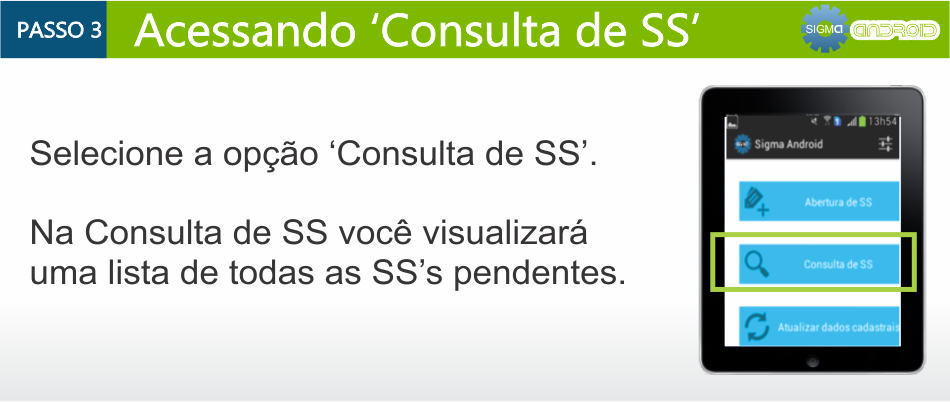 PASSO 3
Acessando ‘Consulta de SS’
SIGMA
ANDROID
Selecione a opção ‘Consulta de SS’.
Na Consulta de SS você visualizará
uma lista de todas as SS’s pendentes.
13h54
Sigma Android
Abertura de SS
Consulta de SS
Atualizar dados cadastrais